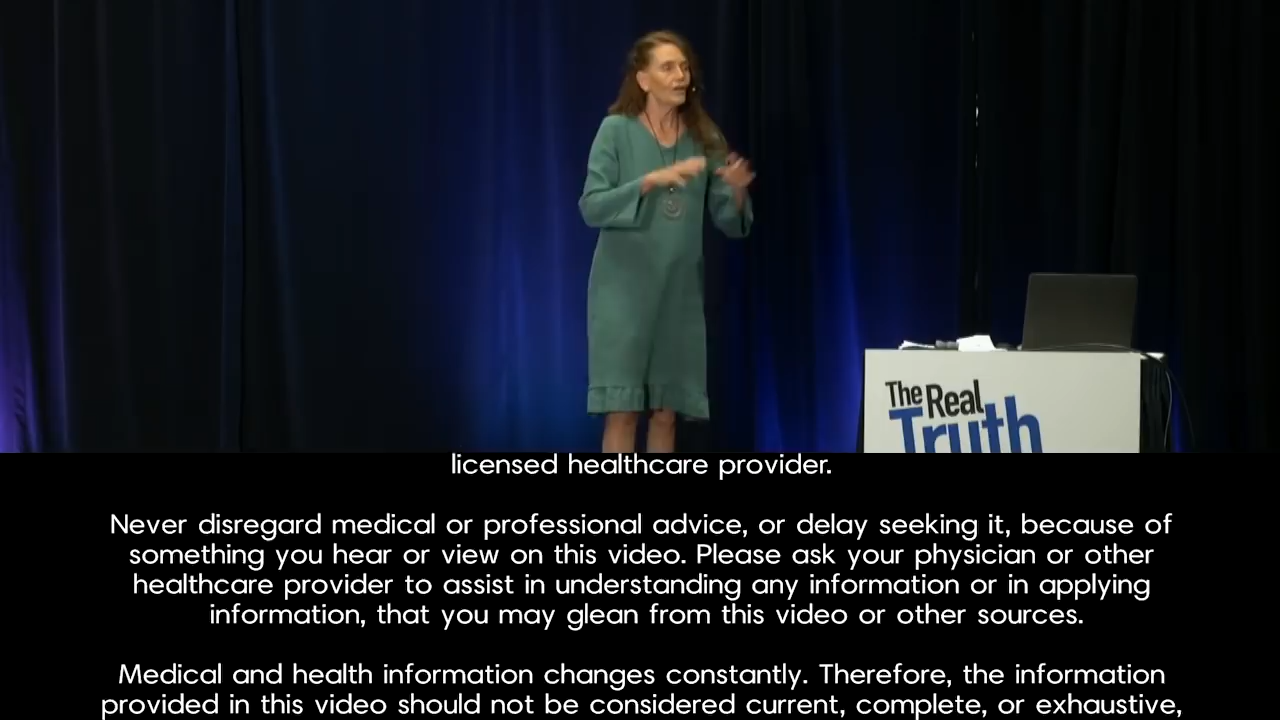 The Real
Truth
licensed healthcare provider.
Never disregard medical or professional advice, or delay seeking it, because of
something you hear or view on this video. Please ask your physician or other
healthcare provider to assist in understanding any information or in applying
information, that you may glean from this video or other sources.
Medical and health information changes constantly. Therefore, the information
provided in this video should not be considered current, complete, or exhaustive,